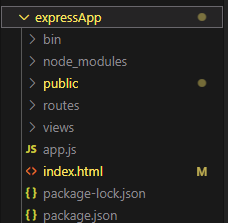 expressApp
bin
node_modules
public
routes
views
JS app.js
<> index.html M
package-lock.json
package.json